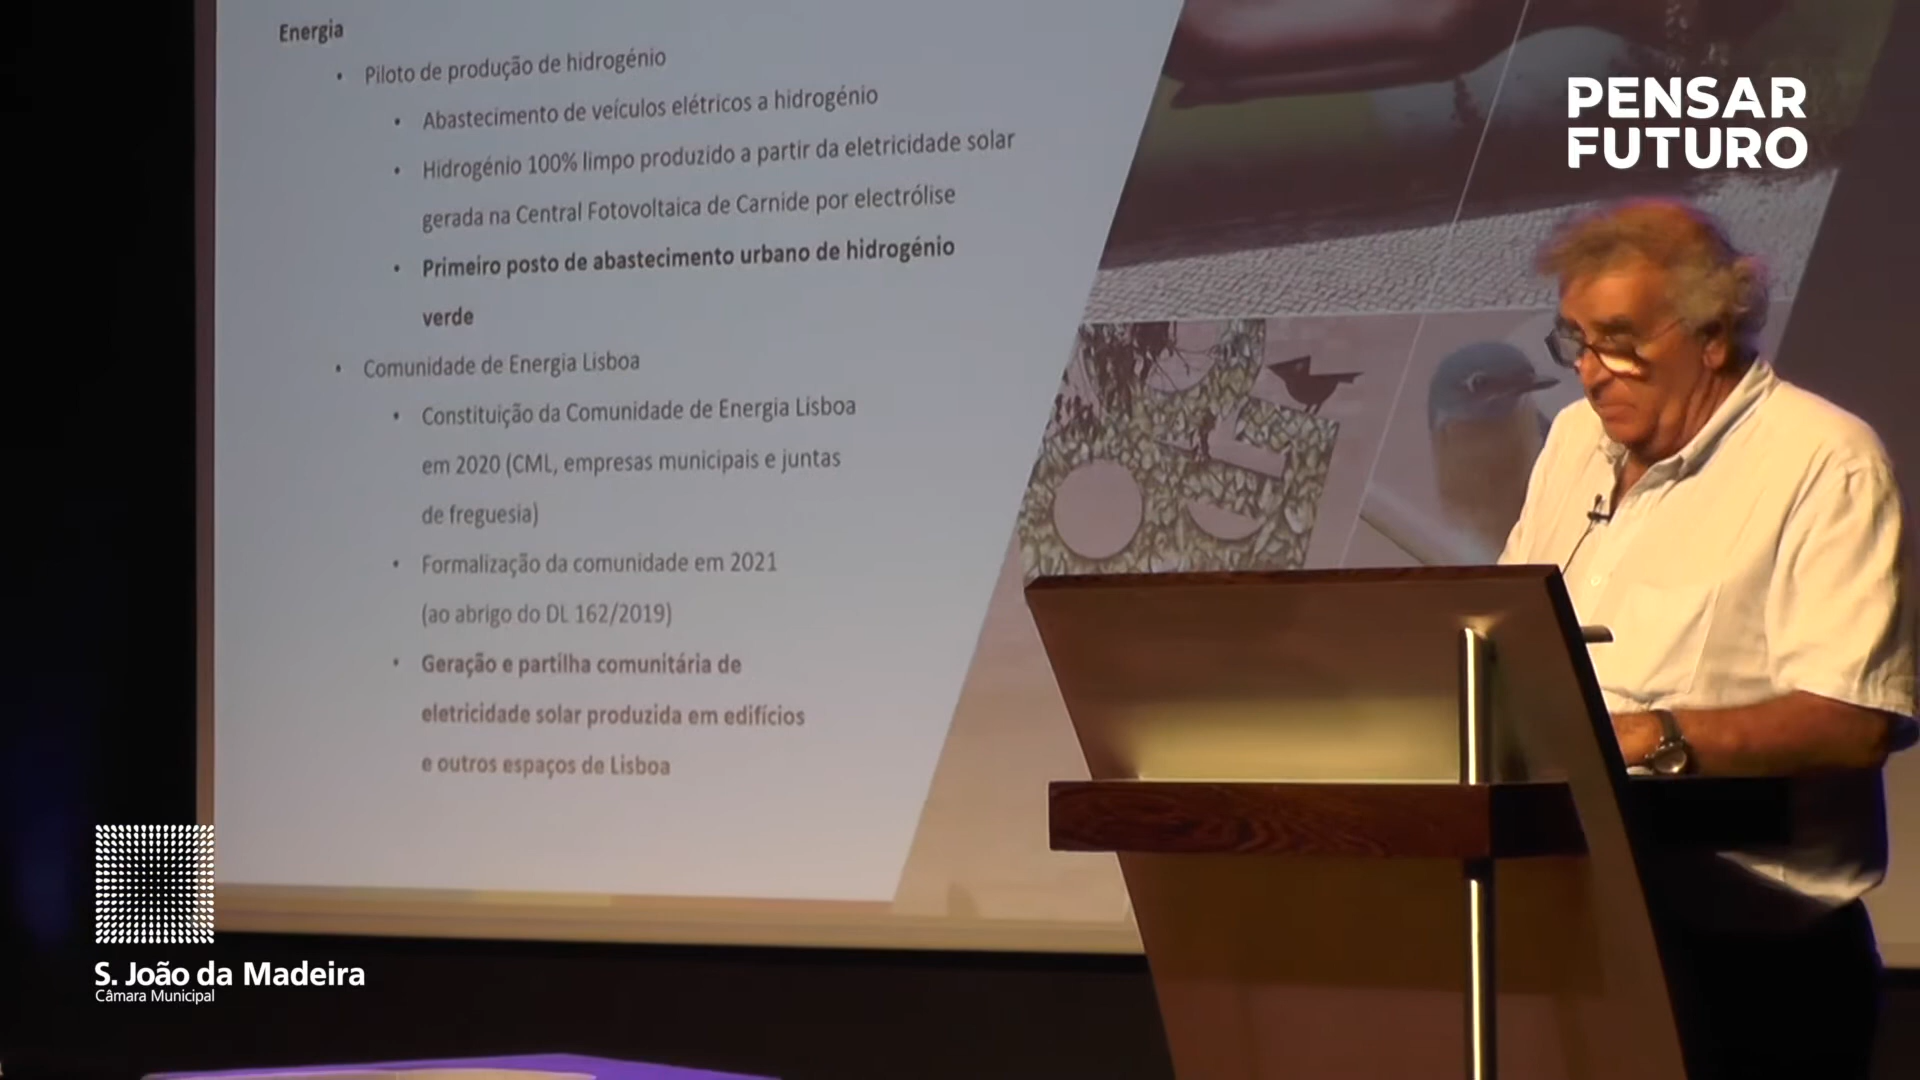 Energia
• Piloto de produção de hidrogénio
• Abastecimento de veículos elétricos a hidrogénio
• Hidrogénio 100% limpo produzido a partir da eletricidade solar
gerada na Central Fotovoltaica de Carnide por electrólise
• Primeiro posto de abastecimento urbano de hidrogénio
verde
• Comunidade de Energia Lisboa
• Constituição da Comunidade de Energia Lisboa
em 2020 (CML, empresas municipais e juntas
de freguesia)
• Formalização da comunidade em 2021
(ao abrigo do DL 162/2019)
• Geração e partilha comunitária de
eletricidade solar produzida em edifícios
e outros espaços de Lisboa
PENSAR
FUTURO
S. João da Madeira
Câmara Municipal